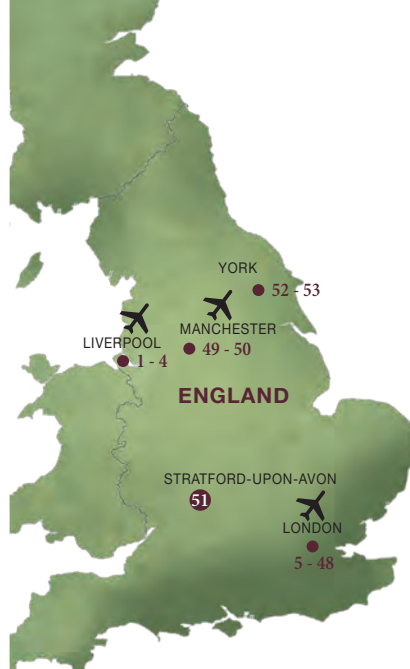 YORK
52 - 53
MANCHESTER
LIVERPOOL
49 - 50
1 - 4
ENGLAND
STRATFORD-UPON-AVON
51
LONDON
5 - 48